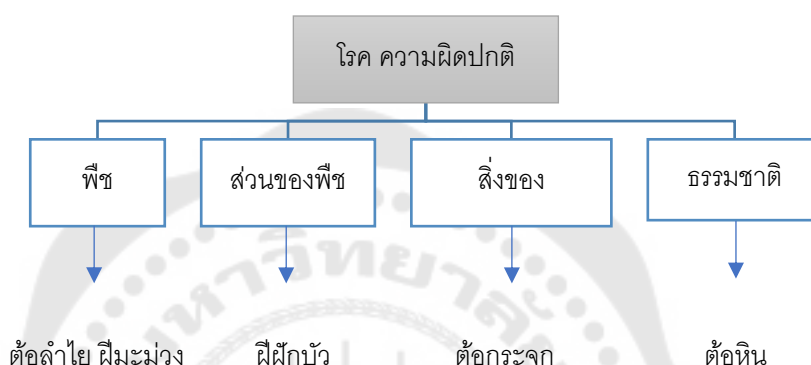 โรค ความผิดปกติ
พืช ส่วนของพืช สิ่งของ ธรรมชาติ
ต้อลำไย ฝีมะม่วง ฝีฝักบัว ต้อกระจก ต้อหิน